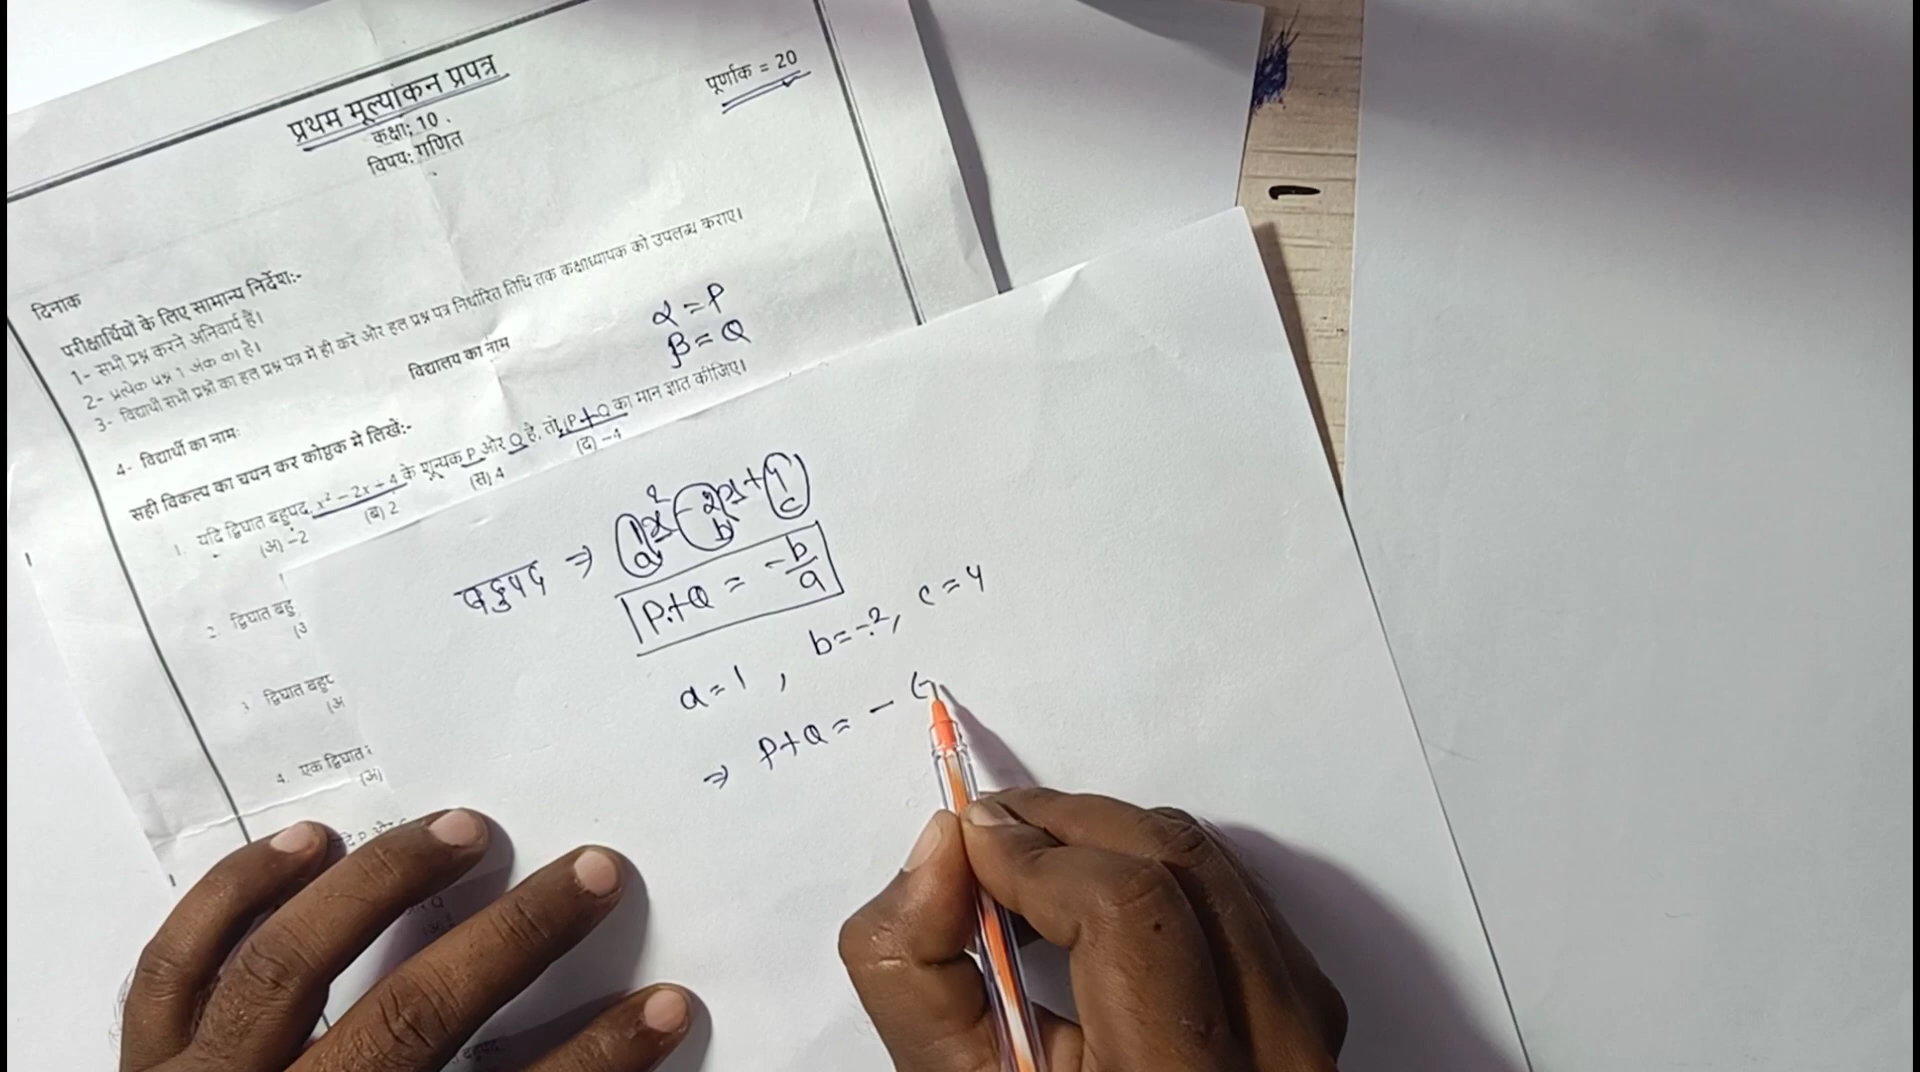 प्रथम मूल्यांकन प्रपत्र
पूर्णांक = 20
कक्षा: 10
विषय: गणित
दिनाक
परीक्षार्थियों के लिए सामान्य निर्देश:-
1- सभी प्रश्न करने अनिवार्य हैं।
2- प्रत्येक प्रश्न 1 अंक का है।
3- विद्यार्थी सभी प्रश्नों का हल प्रश्न पत्र में ही करें और हल प्रश्न पत्र निर्धारित तिथि तक कक्षाध्यापक को उपलब्ध कराए।
4- विद्यार्थी का नाम:
विद्यालय का नाम
α = P
β = Q
सही विकल्प का चयन कर कोष्ठक मे लिखें:-
1. यदि द्विघात बहुपद x² − 2x + 4 के शून्यक P और Q है, तो P+Q का मान ज्ञात कीजिए।
(अ) −2 (ब) 2 (स) 4 (द) −4
बहुपद ⇒ 1x² − 2x + 4
a b c
P+Q = −b/a
a = 1 , b = −2, c = 4
⇒ P+Q = − (−
2. द्विघात बहु
3. द्विघात बहुप
(अ
4. एक द्विघात
(अ)